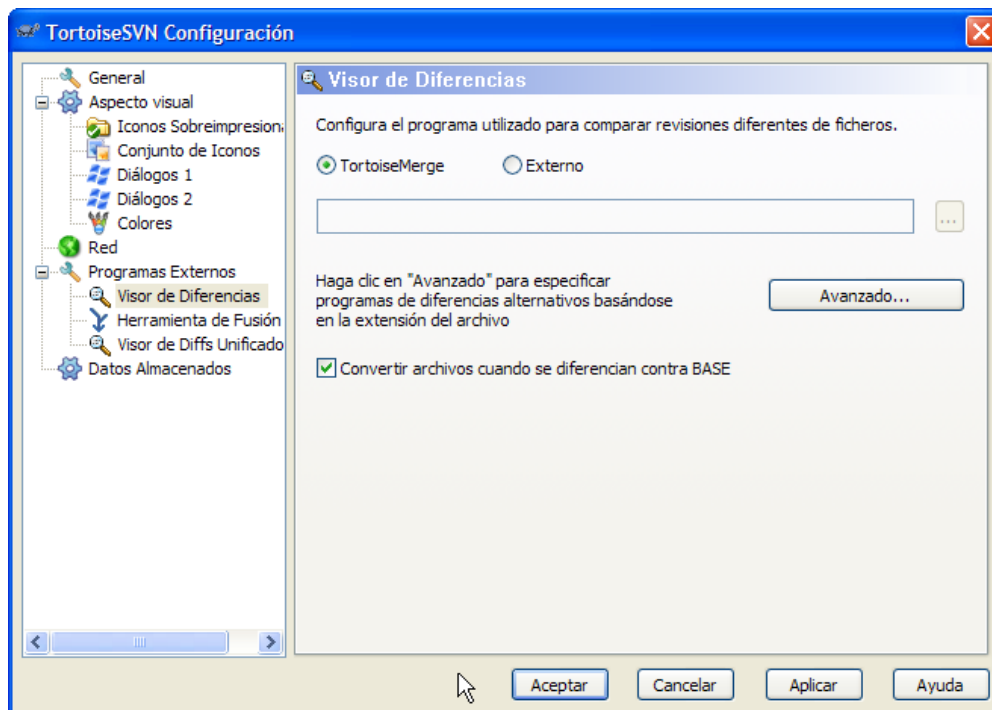 TortoiseSVN Configuración
General
Aspecto visual
Iconos Sobreimpresion
Conjunto de Iconos
Diálogos 1
Diálogos 2
Colores
Red
Programas Externos
Visor de Diferencias
Herramienta de Fusión
Visor de Diffs Unificado
Datos Almacenados
Visor de Diferencias
Configura el programa utilizado para comparar revisiones diferentes de ficheros.
TortoiseMerge
Externo
...
Haga clic en "Avanzado" para especificar
programas de diferencias alternativos basándose
en la extensión del archivo
Avanzado...
Convertir archivos cuando se diferencian contra BASE
Aceptar
Cancelar
Aplicar
Ayuda